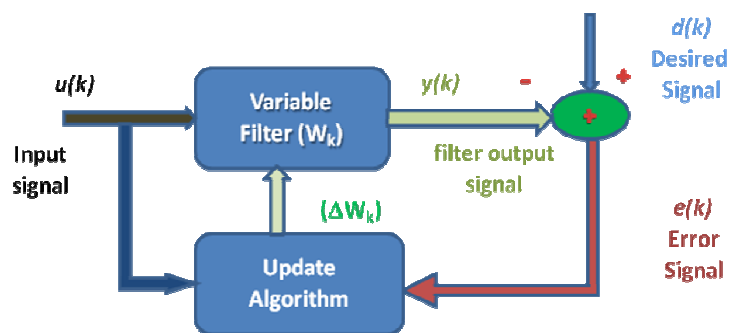 u(k)
Input
signal
Variable
Filter (Wk)
y(k)
filter output
signal
-
+
+
d(k)
Desired
Signal
(ΔWk)
Update
Algorithm
e(k)
Error
Signal